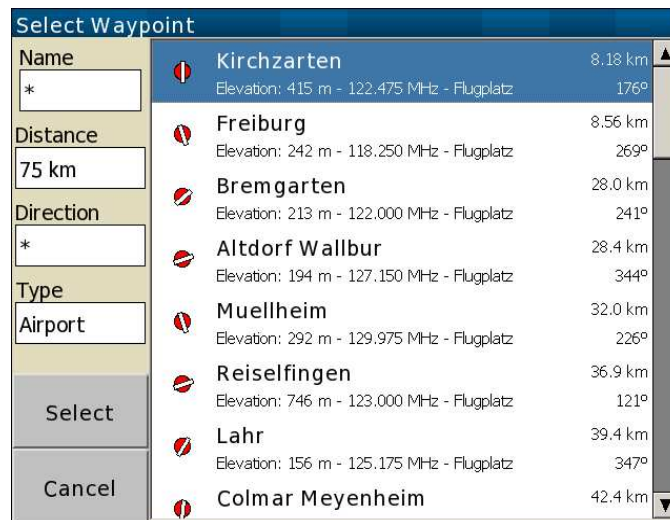 Select Waypoint
Name
*
Distance
75 km
Direction
*
Type
Airport
Select
Cancel
Kirchzarten 8.18 km
Elevation: 415 m - 122.475 MHz - Flugplatz 176°
Freiburg 8.56 km
Elevation: 242 m - 118.250 MHz - Flugplatz 269°
Bremgarten 28.0 km
Elevation: 213 m - 122.000 MHz - Flugplatz 241°
Altdorf Wallbur 28.4 km
Elevation: 194 m - 127.150 MHz - Flugplatz 344°
Muellheim 32.0 km
Elevation: 292 m - 129.975 MHz - Flugplatz 226°
Reiselfingen 36.9 km
Elevation: 746 m - 123.000 MHz - Flugplatz 121°
Lahr 39.4 km
Elevation: 156 m - 125.175 MHz - Flugplatz 347°
Colmar Meyenheim 42.4 km